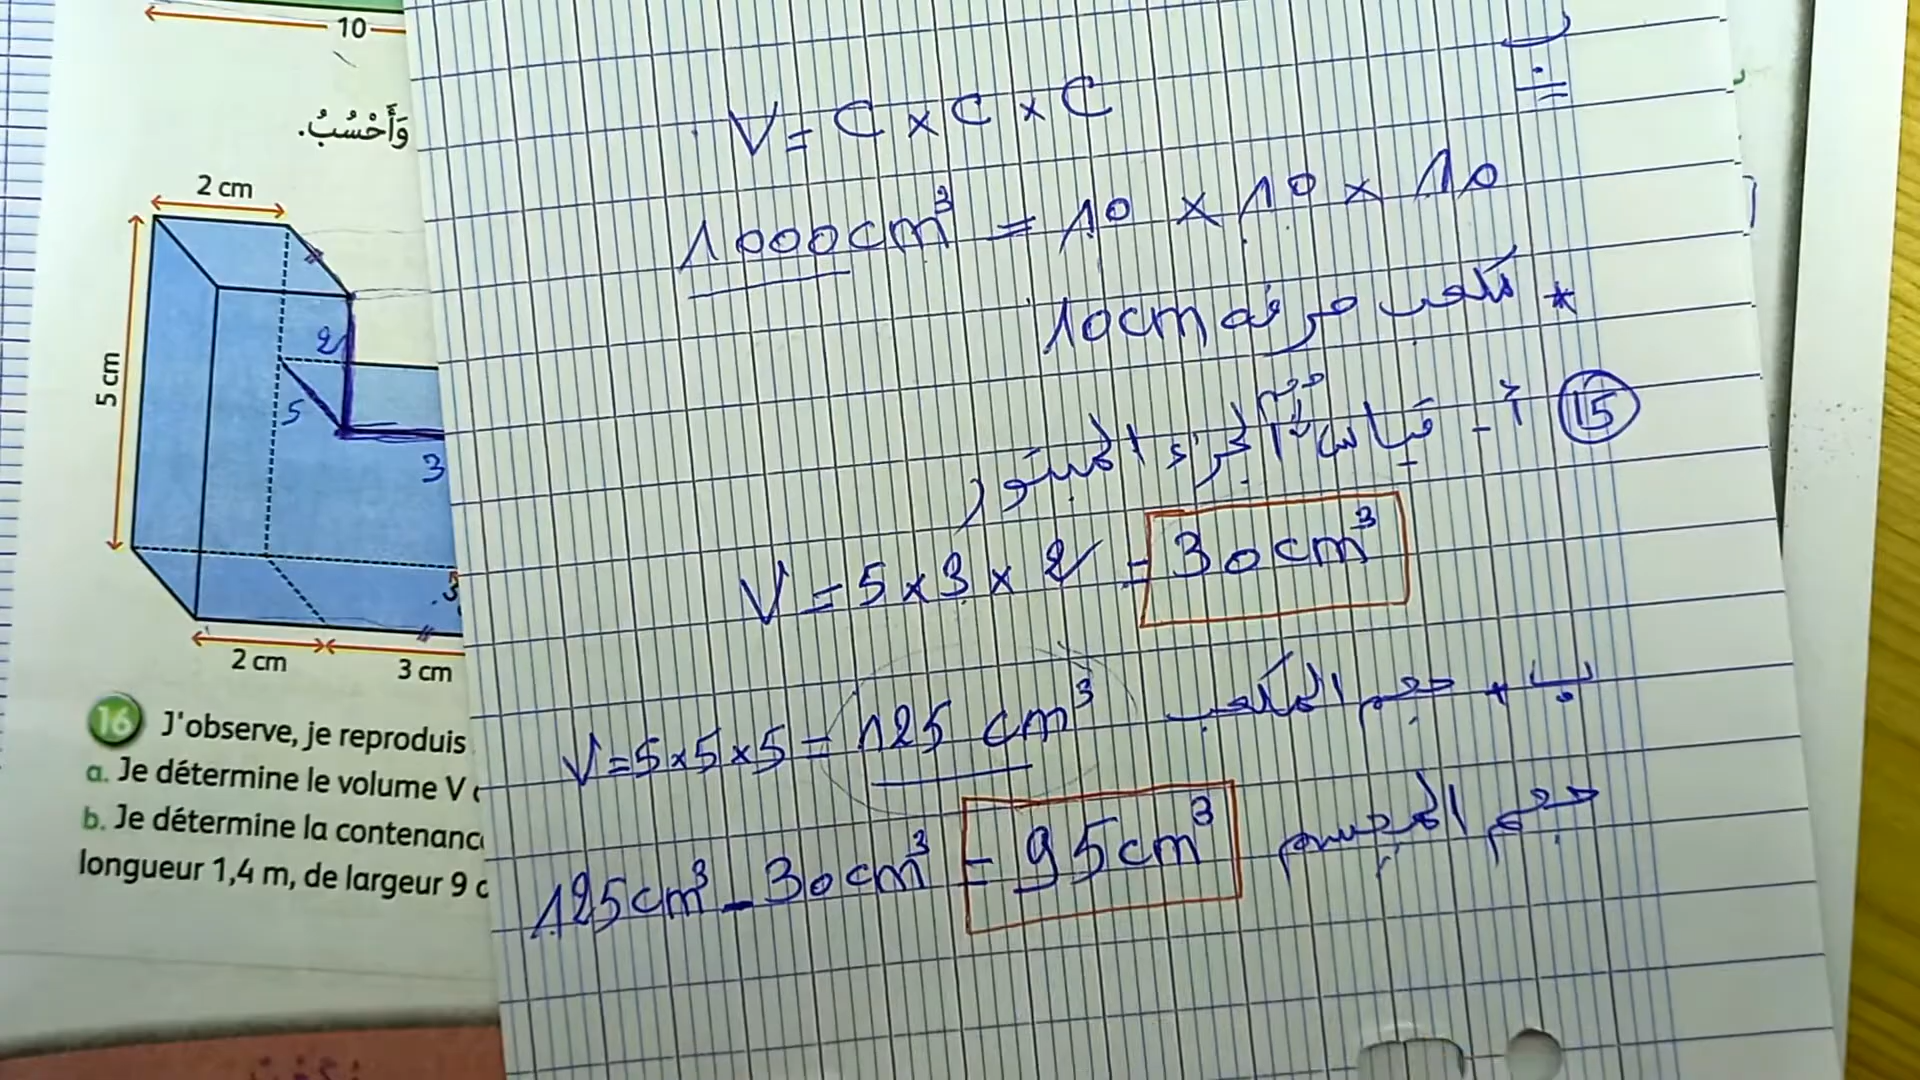 10
وَأَحْسُبُ.
2 cm
5 cm
2
5
3
2 cm
3 cm
16 J'observe, je reproduis
a. Je détermine le volume V
b. Je détermine la contenanc
longueur 1,4 m, de largeur 9
V = C × C × C
1000cm³ = 10 × 10 × 10
* مكعب حرفه 10cm
15 أ - قياس حجم الجزء المبتور
V = 5 × 3 × 2 = 30cm³
ب * حجم المكعب V = 5×5×5 = 125 cm³
حجم المجسم 125cm³ - 30cm³ = 95cm³